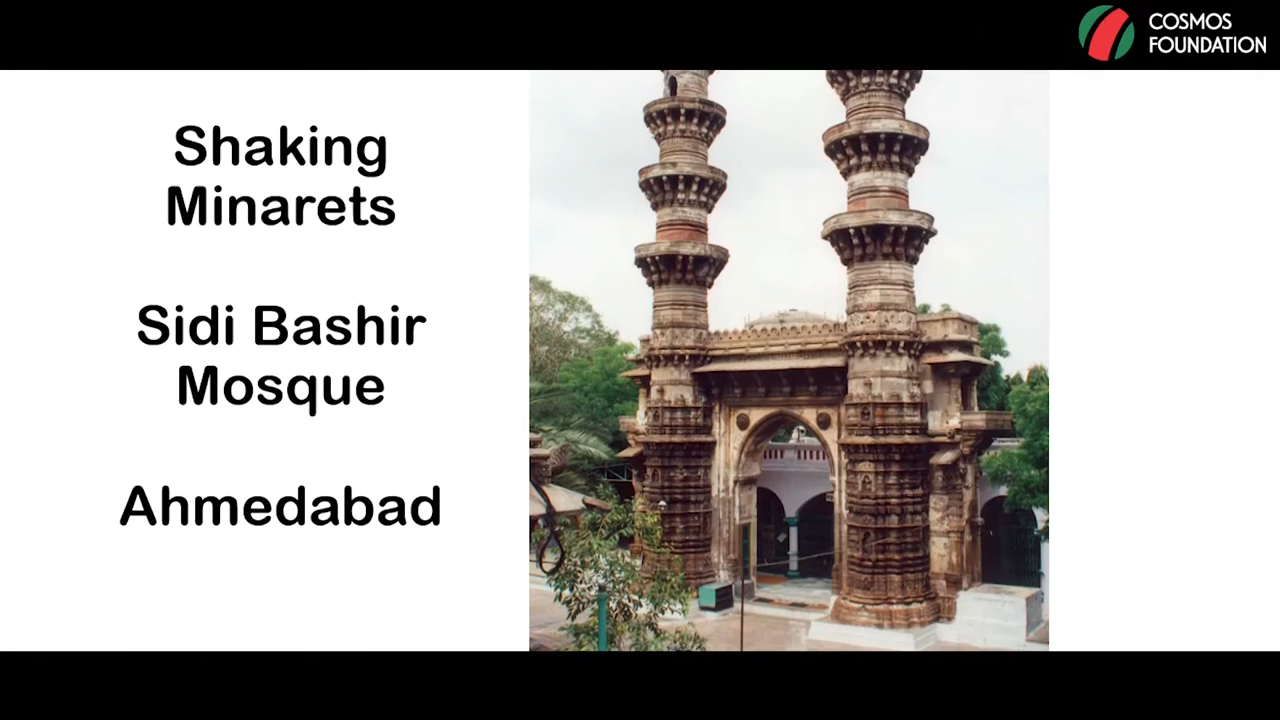 COSMOS
FOUNDATION
Shaking
Minarets
Sidi Bashir
Mosque
Ahmedabad